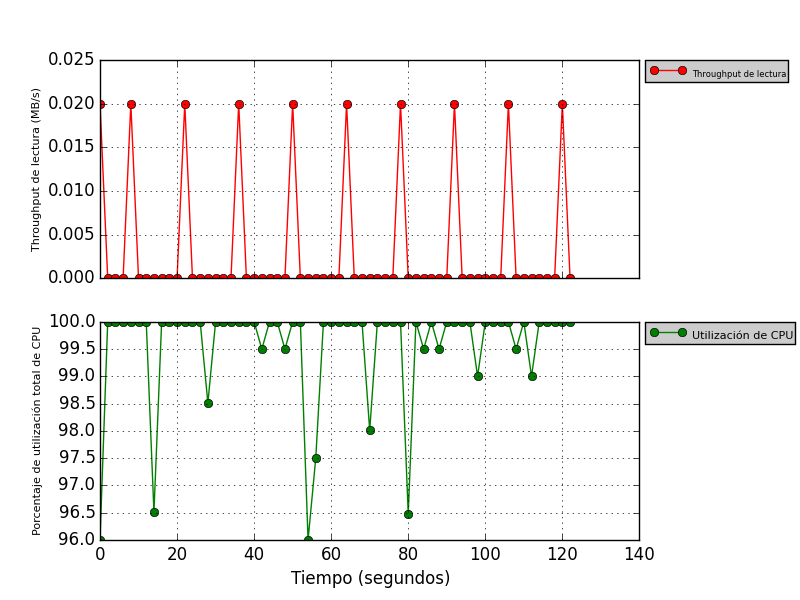 Throughput de lectura (MB/s)
0.025
0.020
0.015
0.010
0.005
0.000
Throughput de lectura
Porcentaje de utilización total de CPU
100.0
99.5
99.0
98.5
98.0
97.5
97.0
96.5
96.0
0 20 40 60 80 100 120 140
Tiempo (segundos)
Utilización de CPU